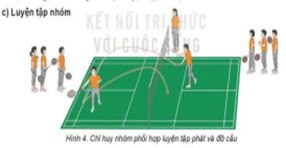 c) Luyện tập nhóm
KẾT NỐI TRI THỨC
VỚI CUỘC SỐNG
Hình 4. Chỉ huy nhóm phối hợp luyện tập phát và đỡ cầu